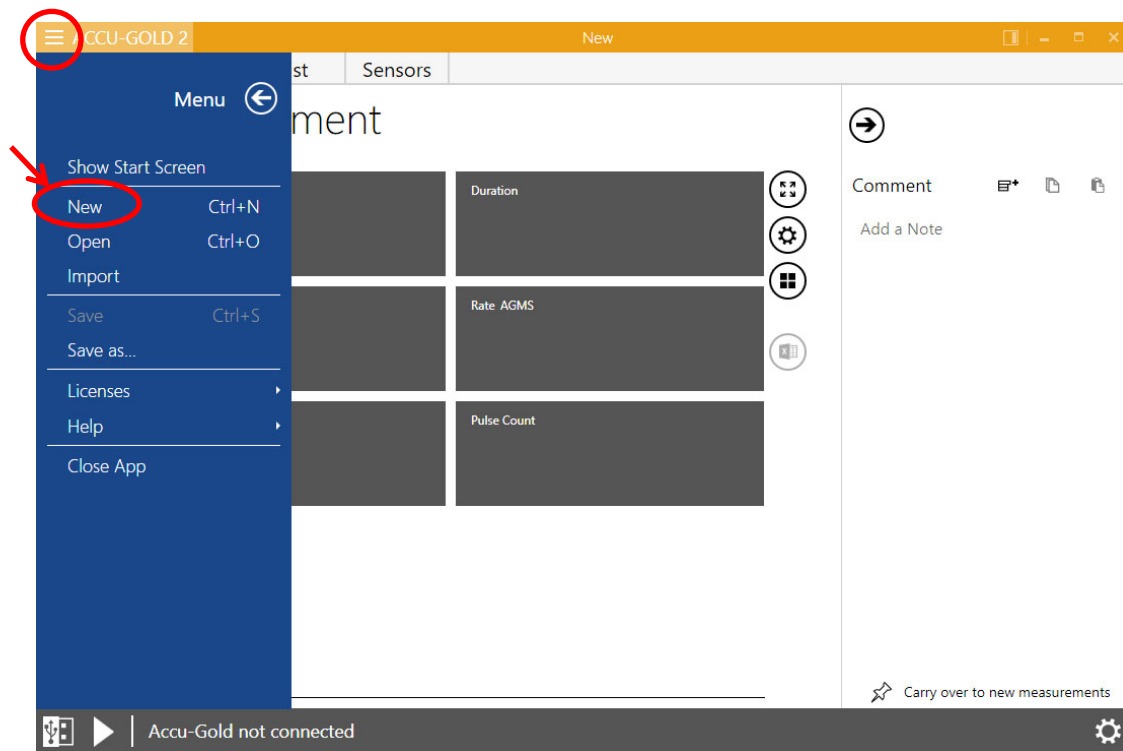 ACCU-GOLD 2
New
st
Sensors
Menu
ment
Show Start Screen
New Ctrl+N
Open Ctrl+O
Import
Save Ctrl+S
Save as...
Licenses
Help
Close App
Duration
Rate AGMS
Pulse Count
Comment
Add a Note
Carry over to new measurements
Accu-Gold not connected